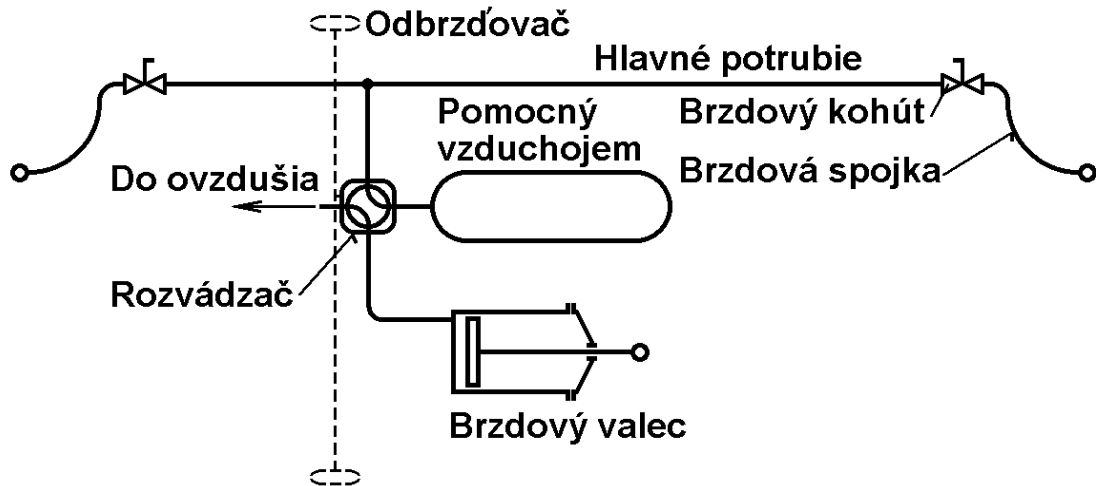 Odbrzďovač
Hlavné potrubie
Pomocný
vzduchojem
Brzdový kohút
Brzdová spojka
Do ovzdušia
Rozvádzač
Brzdový valec